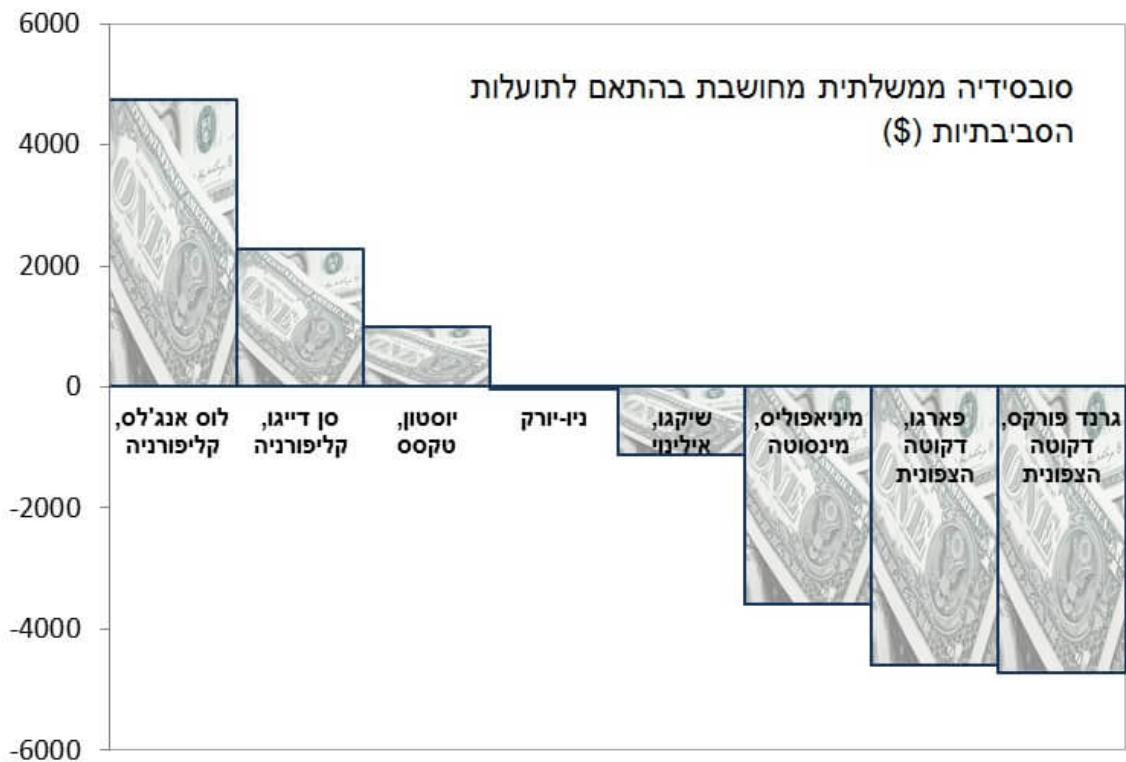 סובסידיה ממשלתית מחושבת בהתאם לתועלות
הסביבתיות ($)
6000
4000
2000
0
-2000
-4000
-6000
לוס אנג'לס,
קליפורניה
סן דייגו,
קליפורניה
יוסטון,
טקסס
ניו-יורק
שיקגו,
אילינוי
מיניאפוליס,
מינסוטה
פארגו,
דקוטה
הצפונית
גרנד פורקס,
דקוטה
הצפונית